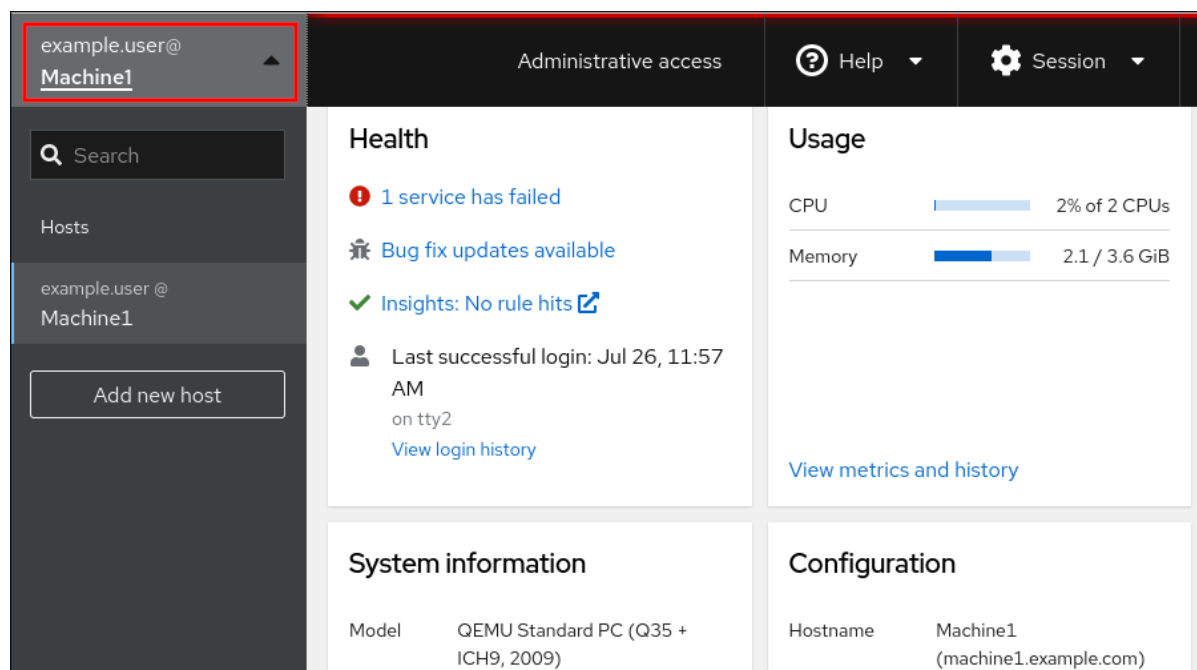 example.user@
Machine1
Administrative access
Help
Session
Search
Hosts
example.user @
Machine1
Add new host
Health
1 service has failed
Bug fix updates available
Insights: No rule hits
Last successful login: Jul 26, 11:57
AM
on tty2
View login history
Usage
CPU 2% of 2 CPUs
Memory 2.1 / 3.6 GiB
View metrics and history
System information
Model QEMU Standard PC (Q35 +
ICH9, 2009)
Configuration
Hostname Machine1
(machine1.example.com)